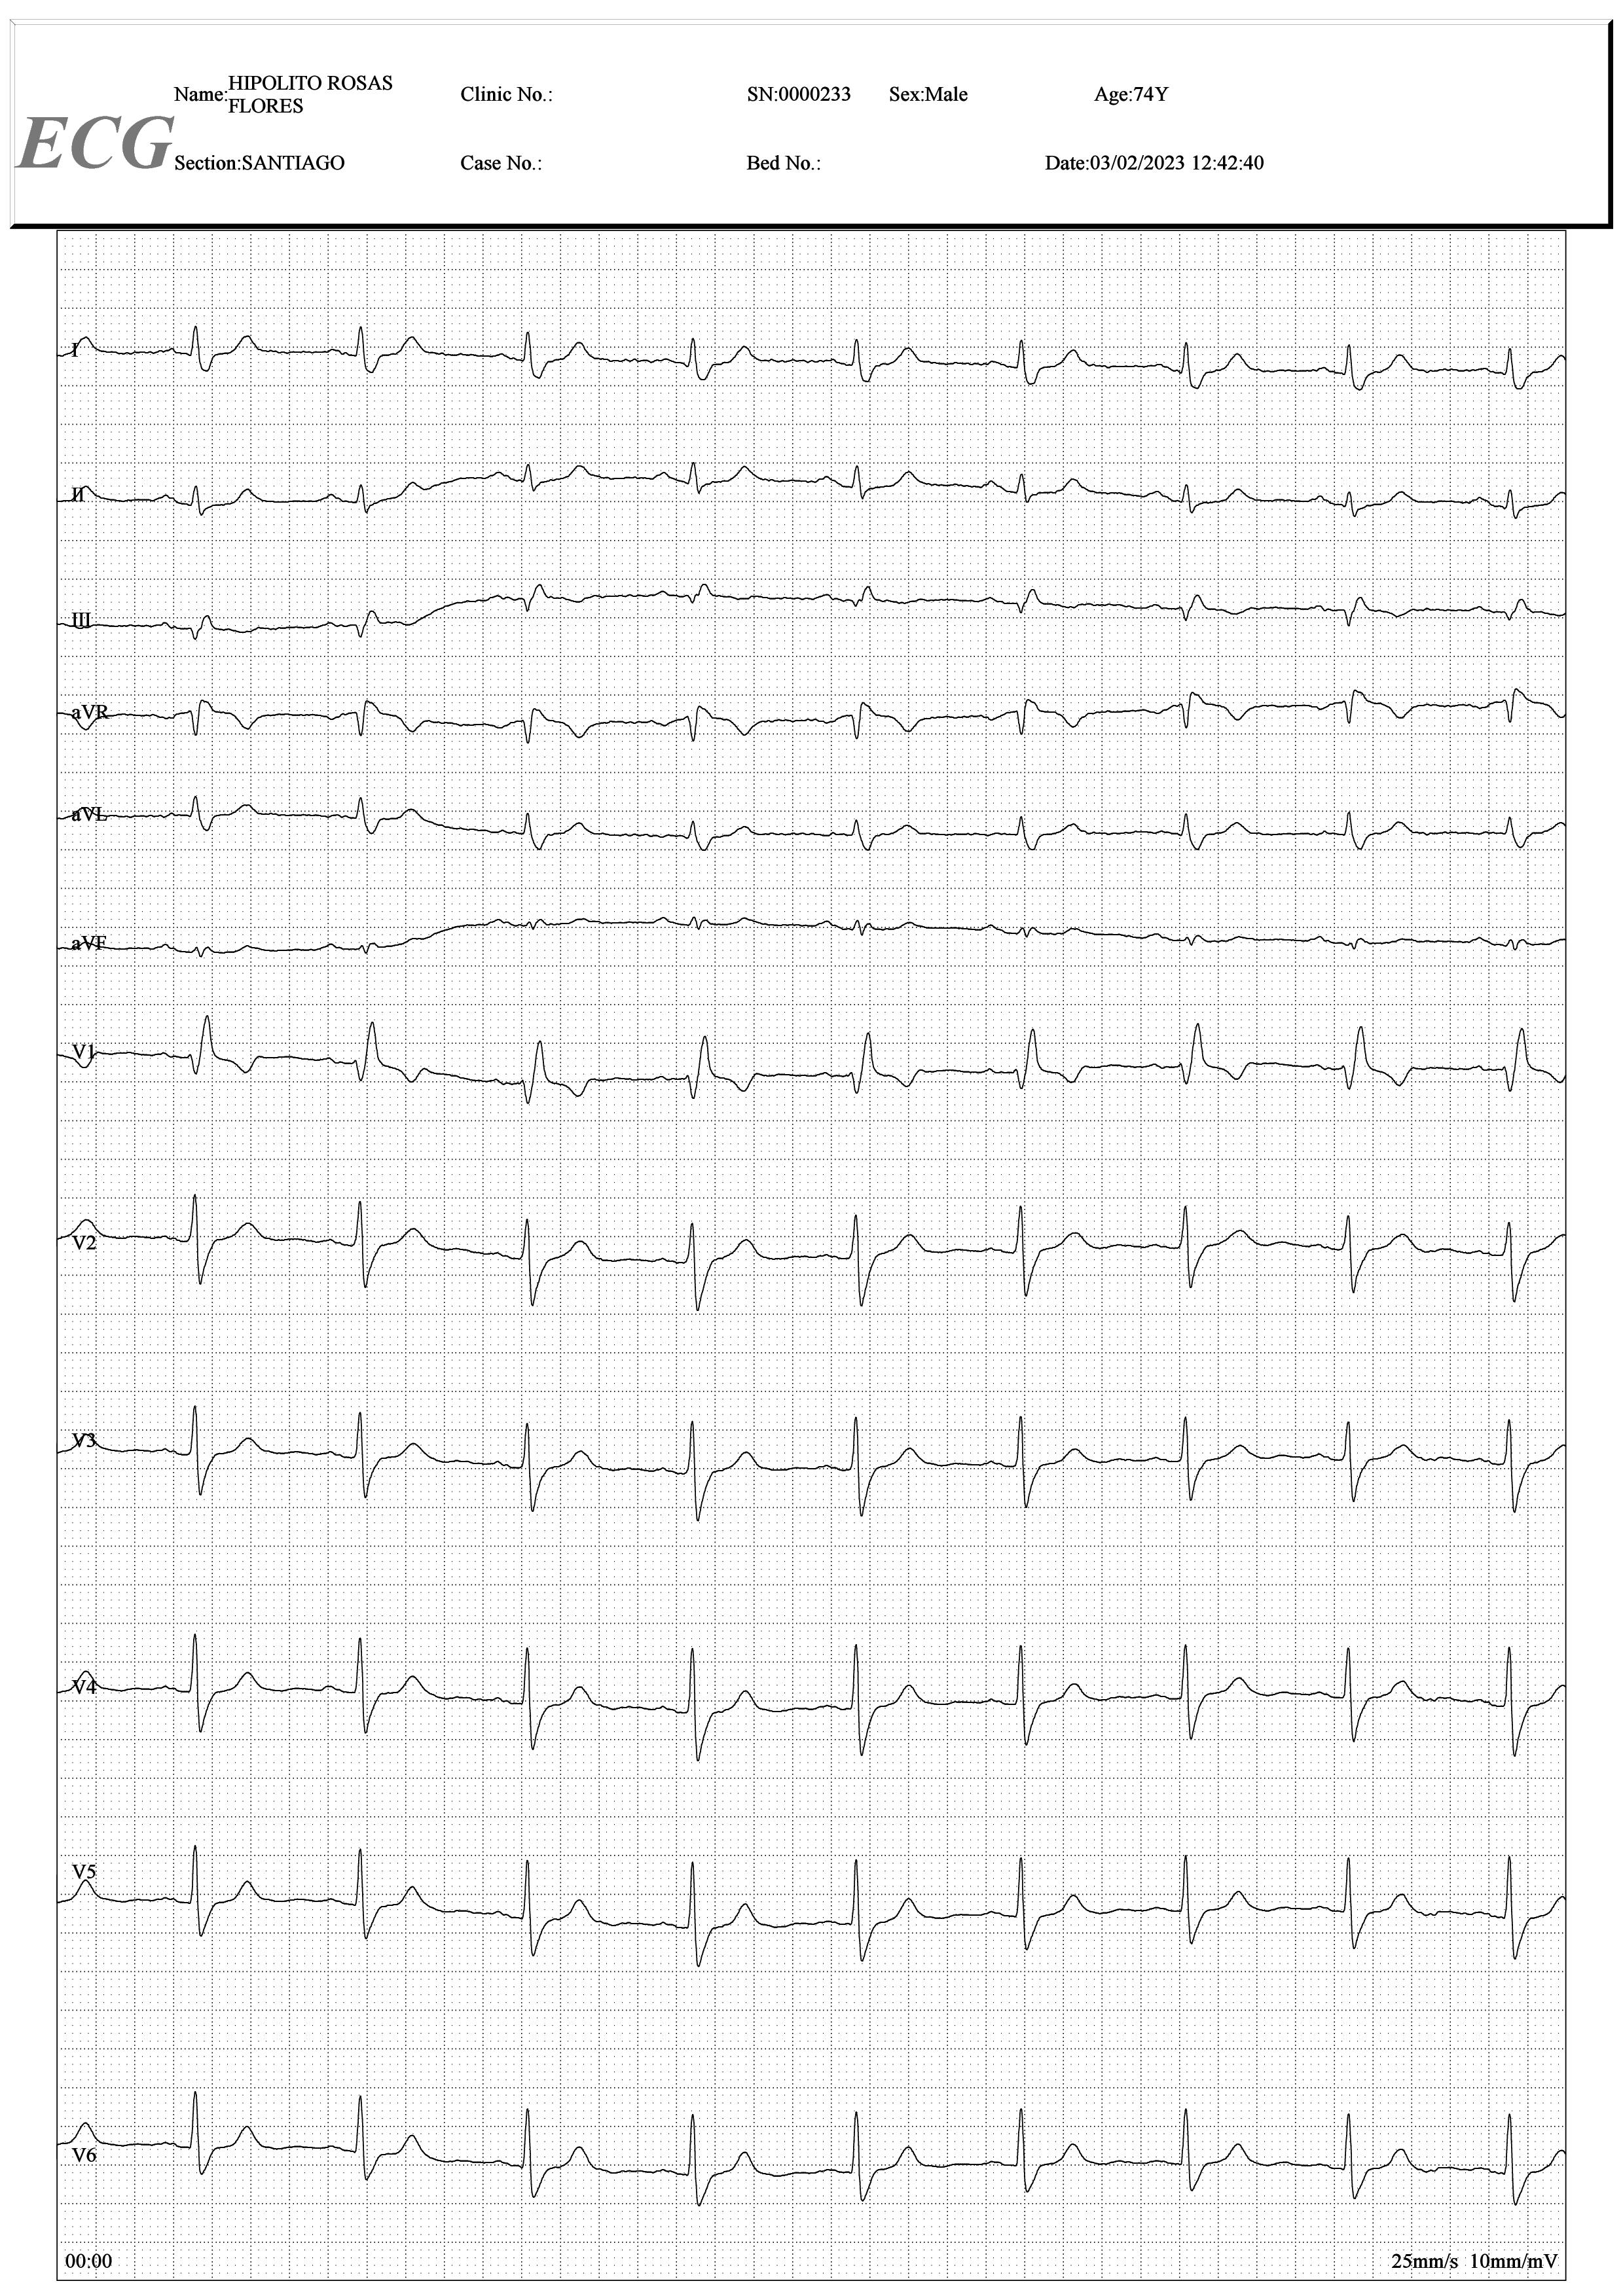 ECG
Name:HIPOLITO ROSAS FLORES
Clinic No.:
SN:0000233
Sex:Male
Age:74Y
Section:SANTIAGO
Case No.:
Bed No.:
Date:03/02/2023 12:42:40
I
II
III
aVR
aVL
aVF
V1
V2
V3
V4
V5
V6
00:00
25mm/s 10mm/mV